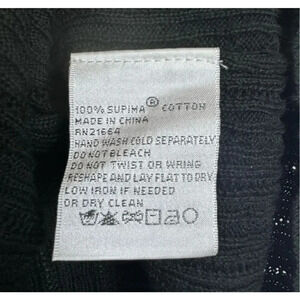 100% SUPIMA® COTTON
MADE IN CHINA
RN21664
HAND WASH COLD SEPARATELY
DO NOT BLEACH
DO NOT TWIST OR WRING
RESHAPE AND LAY FLAT TO DRY
LOW IRON IF NEEDED
OR DRY CLEAN